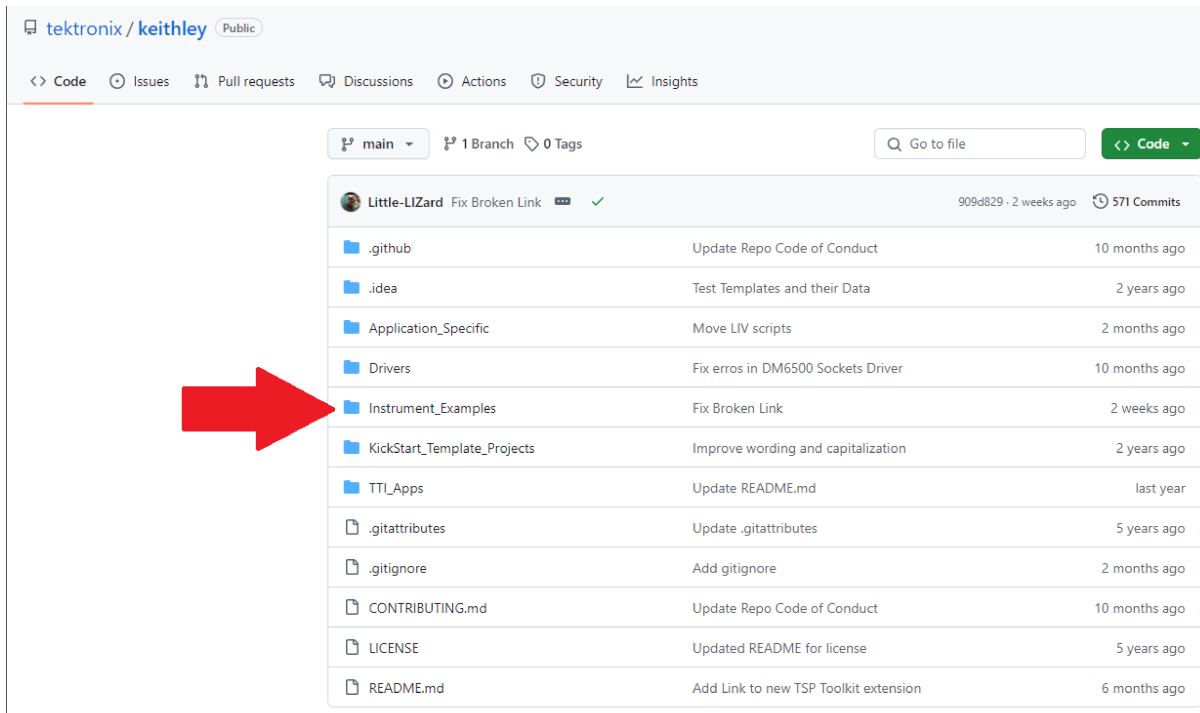 tektronix / keithley Public
Code Issues Pull requests Discussions Actions Security Insights
main 1 Branch 0 Tags Go to file Code
Little-LIZard Fix Broken Link 909d829 · 2 weeks ago 571 Commits
.github Update Repo Code of Conduct 10 months ago
.idea Test Templates and their Data 2 years ago
Application_Specific Move LIV scripts 2 months ago
Drivers Fix erros in DM6500 Sockets Driver 10 months ago
Instrument_Examples Fix Broken Link 2 weeks ago
KickStart_Template_Projects Improve wording and capitalization 2 years ago
TTI_Apps Update README.md last year
.gitattributes Update .gitattributes 5 years ago
.gitignore Add gitignore 2 months ago
CONTRIBUTING.md Update Repo Code of Conduct 10 months ago
LICENSE Updated README for license 5 years ago
README.md Add Link to new TSP Toolkit extension 6 months ago